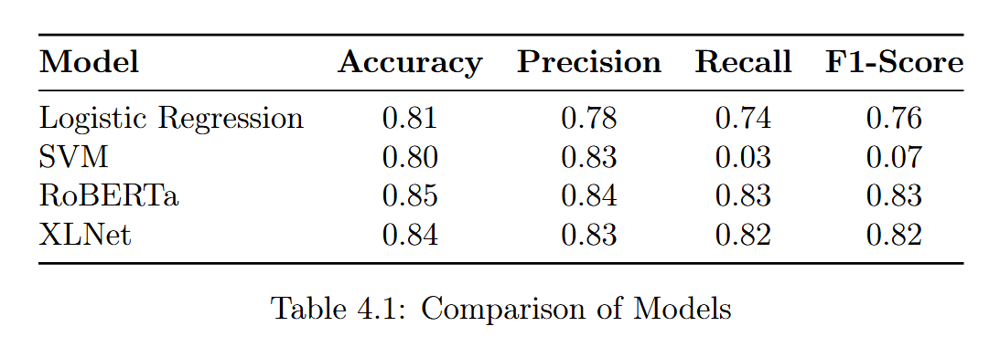 Model Accuracy Precision Recall F1-Score
Logistic Regression 0.81 0.78 0.74 0.76
SVM 0.80 0.83 0.03 0.07
RoBERTa 0.85 0.84 0.83 0.83
XLNet 0.84 0.83 0.82 0.82
Table 4.1: Comparison of Models